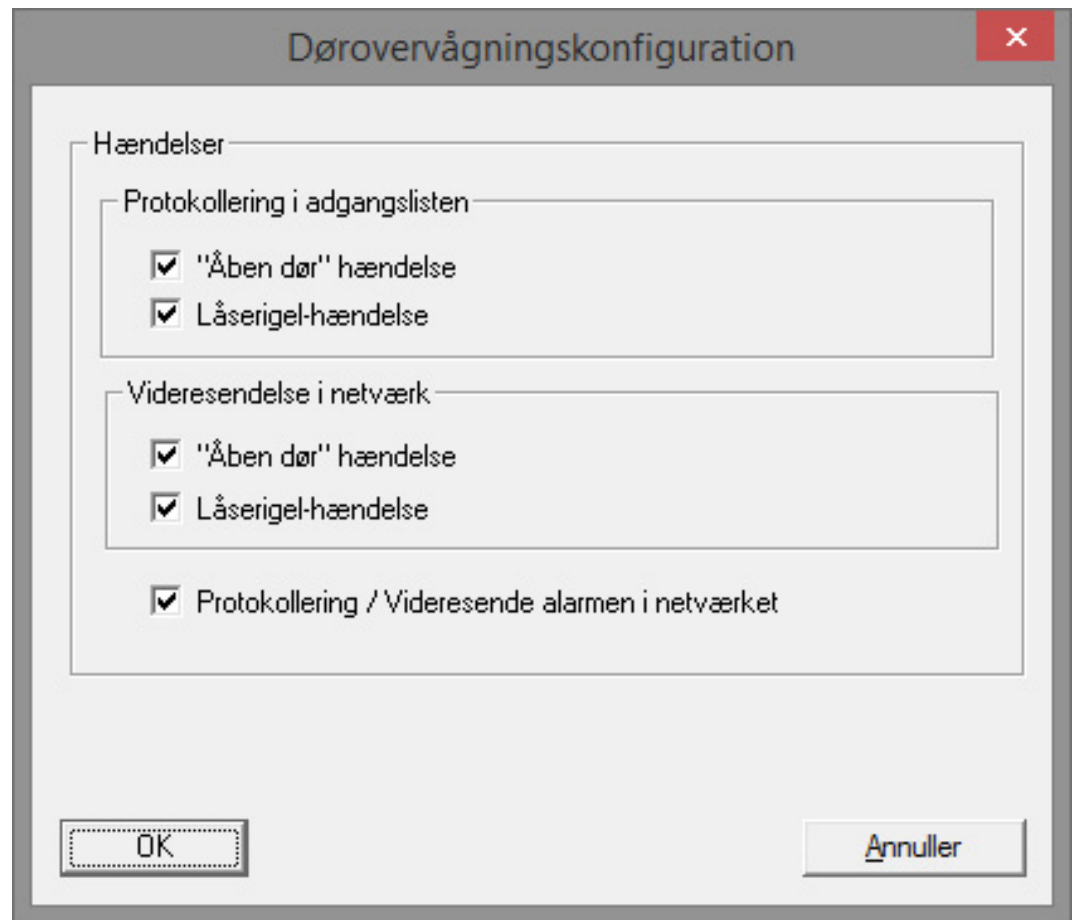 Dørovervågningskonfiguration
Hændelser
Protokollering i adgangslisten
"Åben dør" hændelse
Låserigel-hændelse
Videresendelse i netværk
"Åben dør" hændelse
Låserigel-hændelse
Protokollering / Videresende alarmen i netværket
OK
Annuller